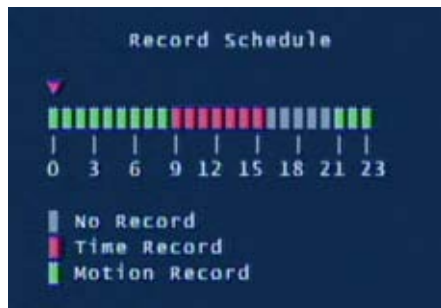 Record Schedule
0 3 6 9 12 15 18 21 23
No Record
Time Record
Motion Record